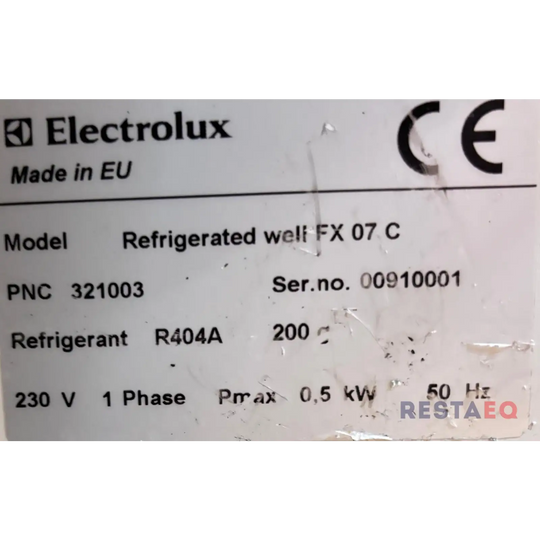 Electrolux CE
Made in EU
Model Refrigerated well FX 07 C
PNC 321003 Ser.no. 00910001
Refrigerant R404A 200 g
230 V 1 Phase Pmax 0,5 kW 50 Hz
RESTAEQ